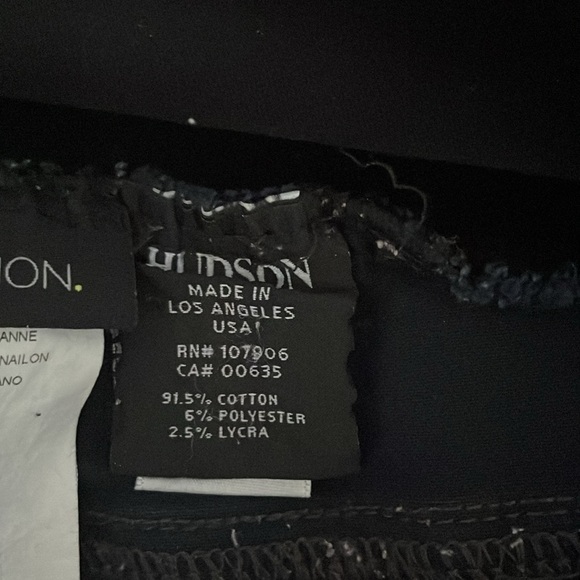 ION.
ANNE
NAILON
ANO
HUDSON
MADE IN
LOS ANGELES
USA
RN# 107906
CA# 00635
91.5% COTTON
6% POLYESTER
2.5% LYCRA